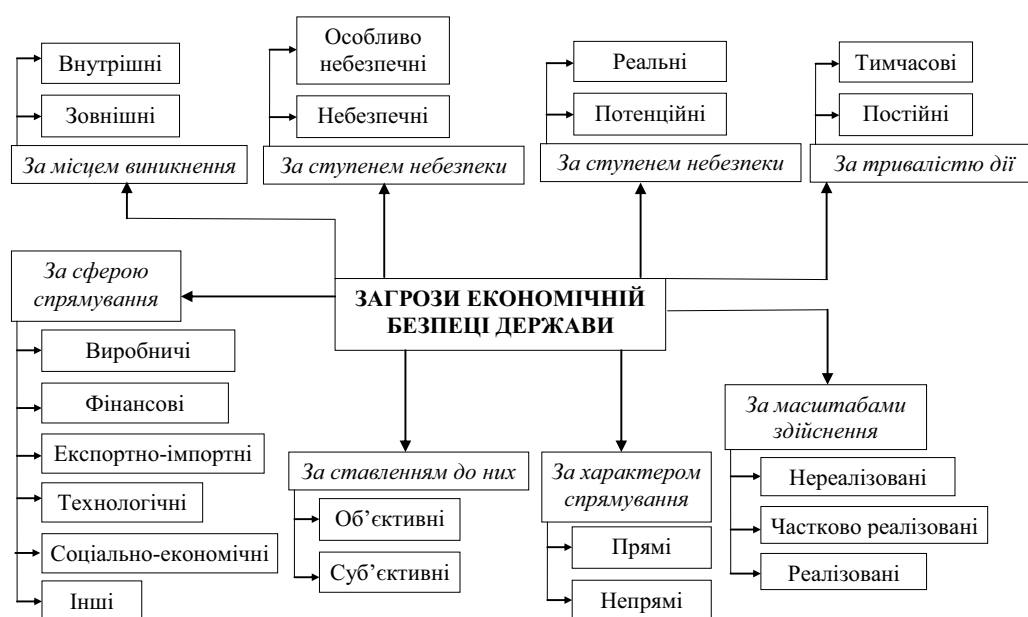 Внутрішні
Зовнішні
За місцем виникнення
Особливо
небезпечні
Небезпечні
За ступенем небезпеки
Реальні
Потенційні
За ступенем небезпеки
Тимчасові
Постійні
За тривалістю дії
За сферою
спрямування
Виробничі
Фінансові
Експортно-імпортні
Технологічні
Соціально-економічні
Інші
ЗАГРОЗИ ЕКОНОМІЧНІЙ
БЕЗПЕЦІ ДЕРЖАВИ
За ставленням до них
Об’єктивні
Суб’єктивні
За характером
спрямування
Прямі
Непрямі
За масштабами
здійснення
Нереалізовані
Частково реалізовані
Реалізовані